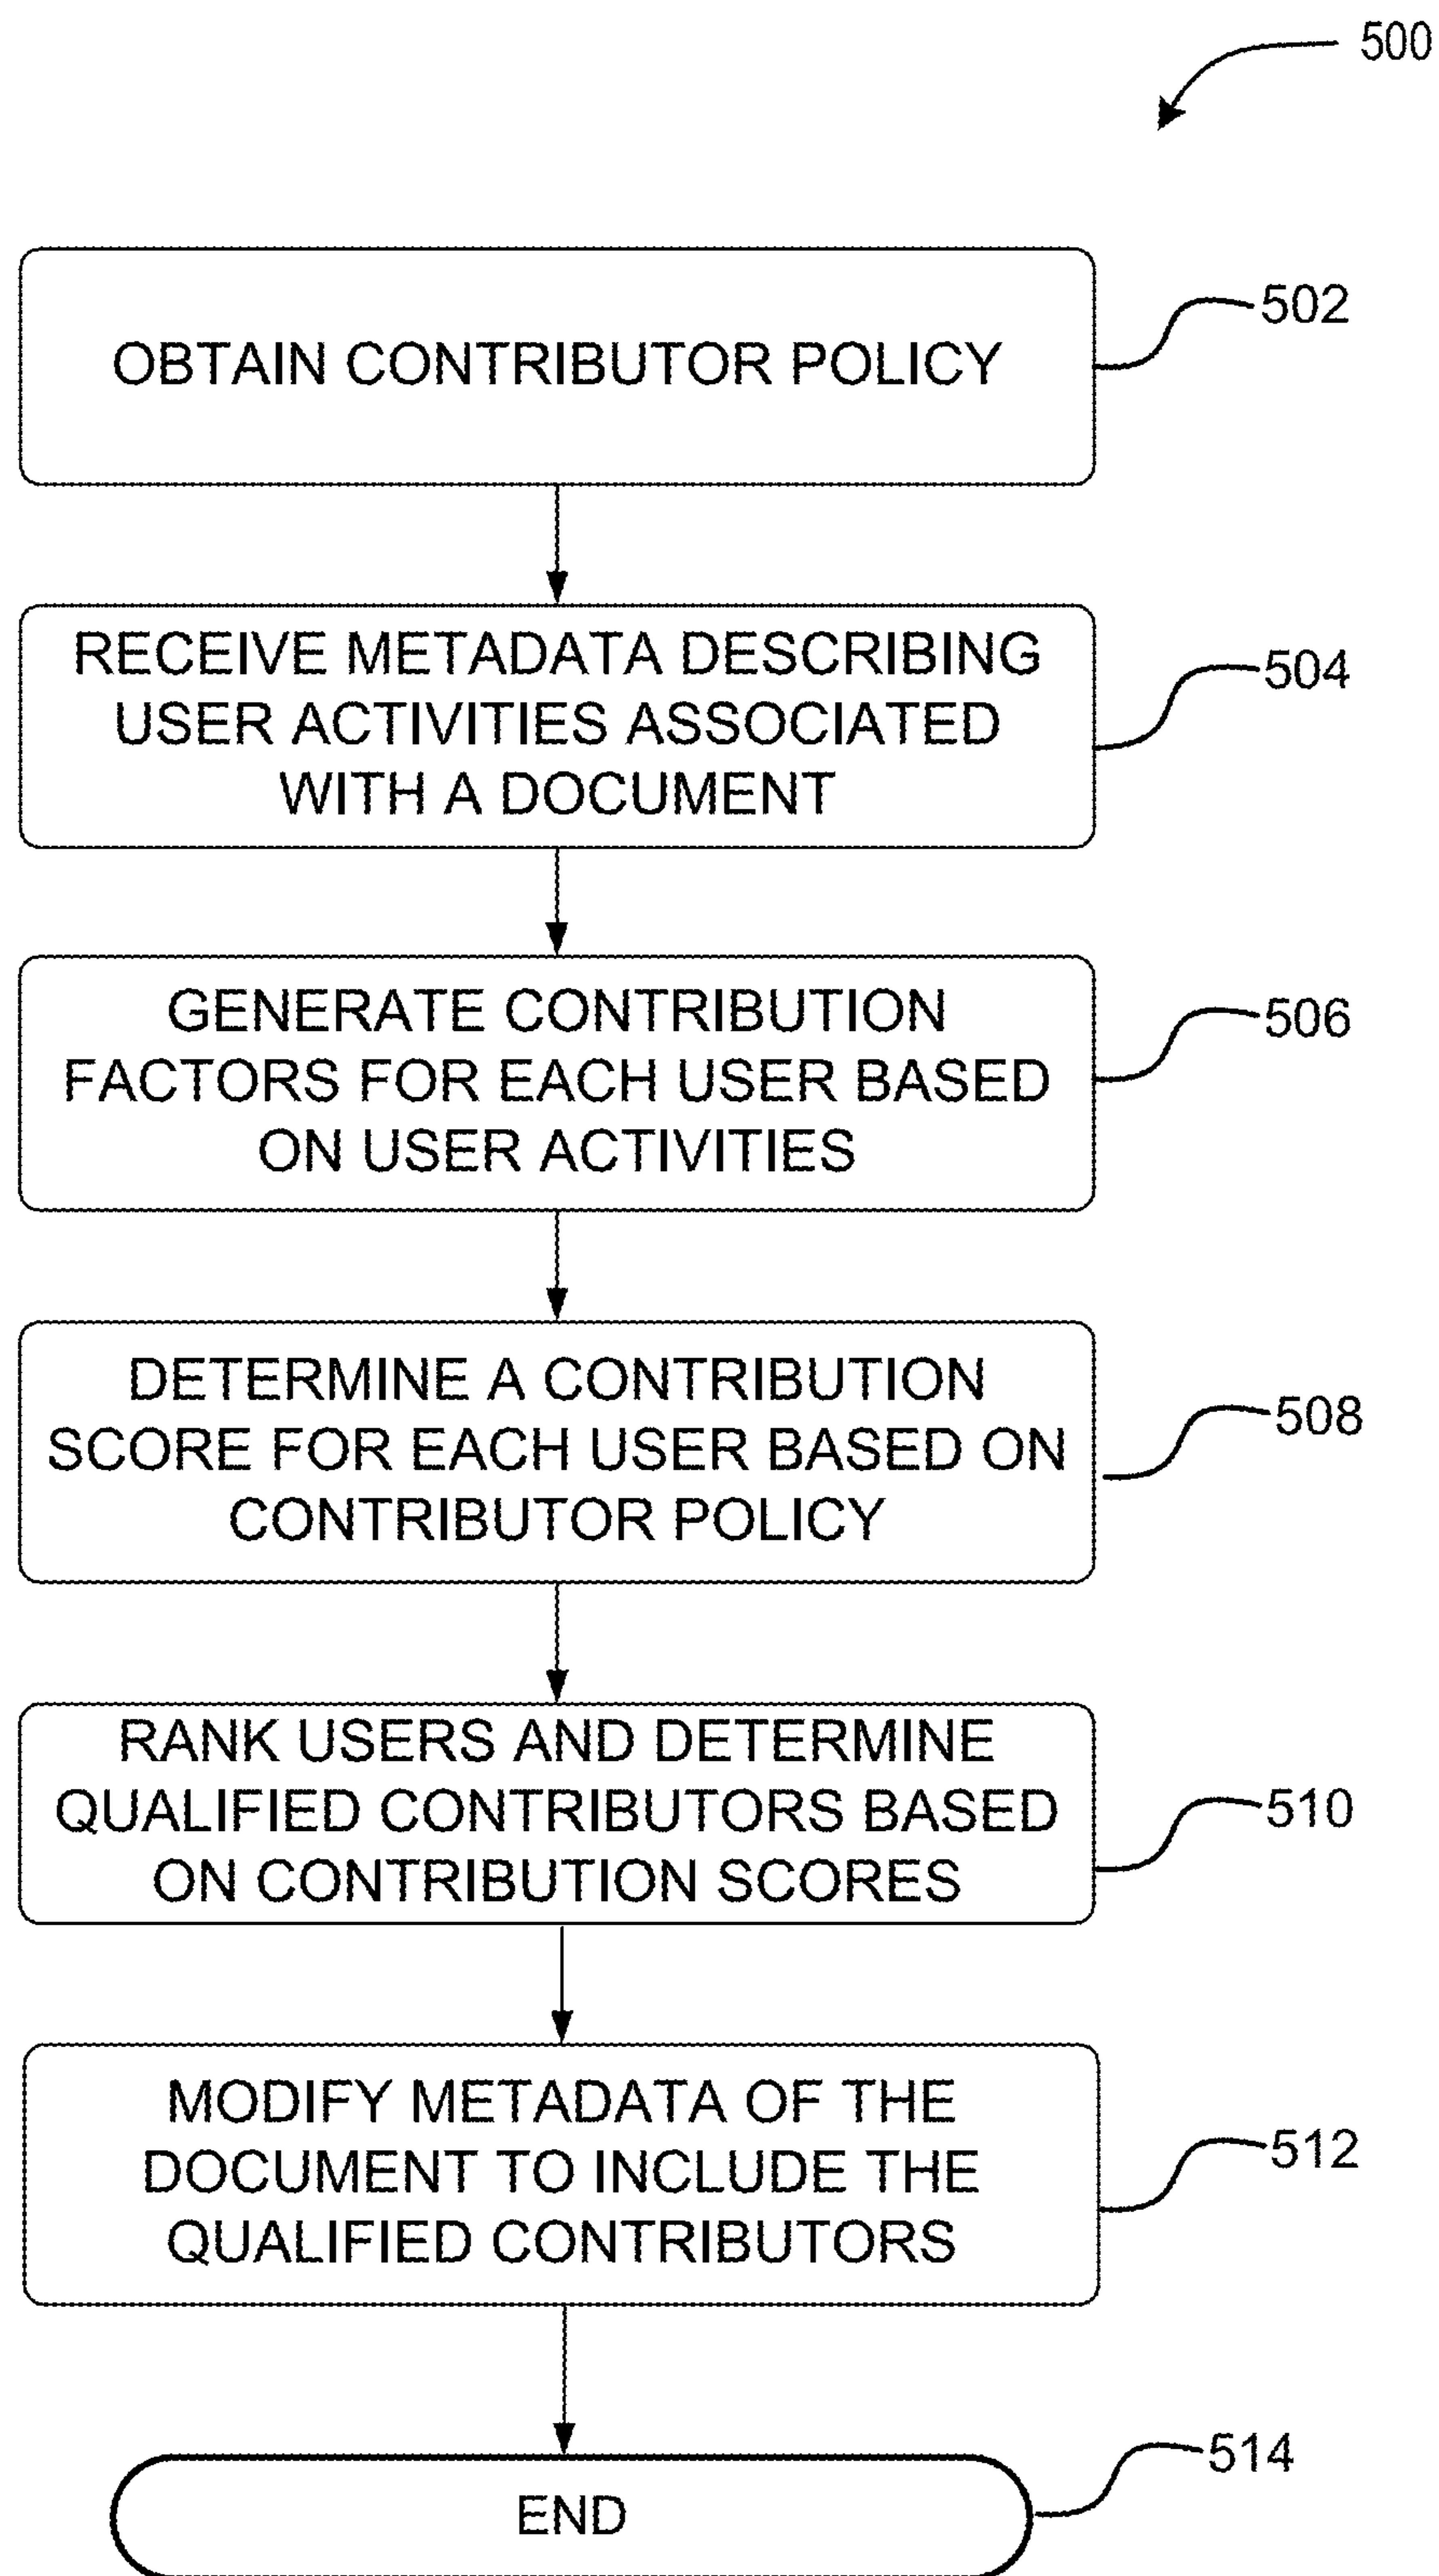 500
OBTAIN CONTRIBUTOR POLICY
502
RECEIVE METADATA DESCRIBING
USER ACTIVITIES ASSOCIATED
WITH A DOCUMENT
504
GENERATE CONTRIBUTION
FACTORS FOR EACH USER BASED
ON USER ACTIVITIES
506
DETERMINE A CONTRIBUTION
SCORE FOR EACH USER BASED ON
CONTRIBUTOR POLICY
508
RANK USERS AND DETERMINE
QUALIFIED CONTRIBUTORS BASED
ON CONTRIBUTION SCORES
510
MODIFY METADATA OF THE
DOCUMENT TO INCLUDE THE
QUALIFIED CONTRIBUTORS
512
END
514